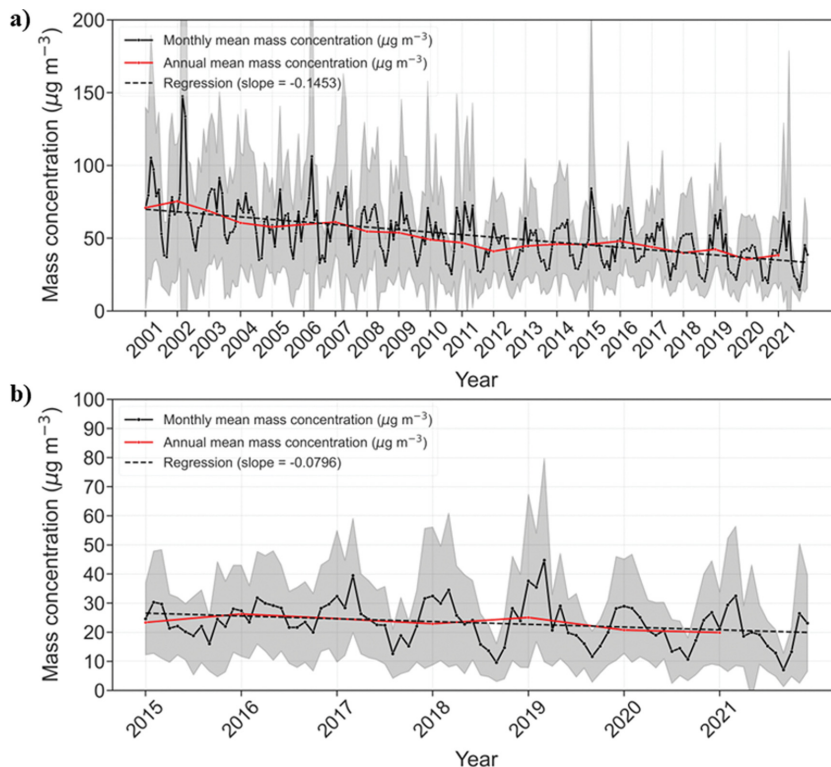 a)
200
150
100
50
0
Mass concentration (μg m⁻³)
Monthly mean mass concentration (μg m⁻³)
Annual mean mass concentration (μg m⁻³)
Regression (slope = -0.1453)
2001 2002 2003 2004 2005 2006 2007 2008 2009 2010 2011 2012 2013 2014 2015 2016 2017 2018 2019 2020 2021
Year
b)
100
90
80
70
60
50
40
30
20
10
0
Mass concentration (μg m⁻³)
Monthly mean mass concentration (μg m⁻³)
Annual mean mass concentration (μg m⁻³)
Regression (slope = -0.0796)
2015 2016 2017 2018 2019 2020 2021
Year